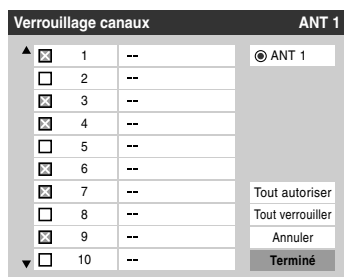 Verrouillage canaux ANT 1
1 -- ANT 1
2 --
3 --
4 --
5 --
6 --
7 -- Tout autoriser
8 -- Tout verrouiller
9 -- Annuler
10 -- Terminé